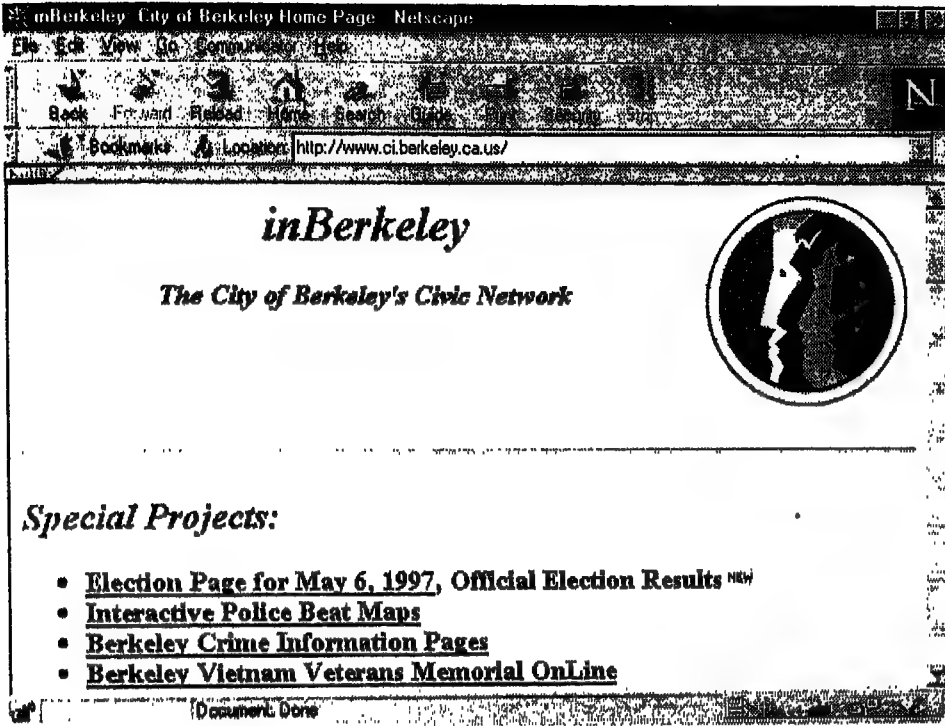 inBerkeley City of Berkeley Home Page Netscape
File Edit View Go Communicator Help
Back Forward Reload Home Search Guide Print Security Stop
N
Bookmarks Location: http://www.ci.berkeley.ca.us/
inBerkeley
The City of Berkeley's Civic Network
Special Projects:
• Election Page for May 6, 1997, Official Election Results NEW
• Interactive Police Beat Maps
• Berkeley Crime Information Pages
• Berkeley Vietnam Veterans Memorial OnLine
Document: Done